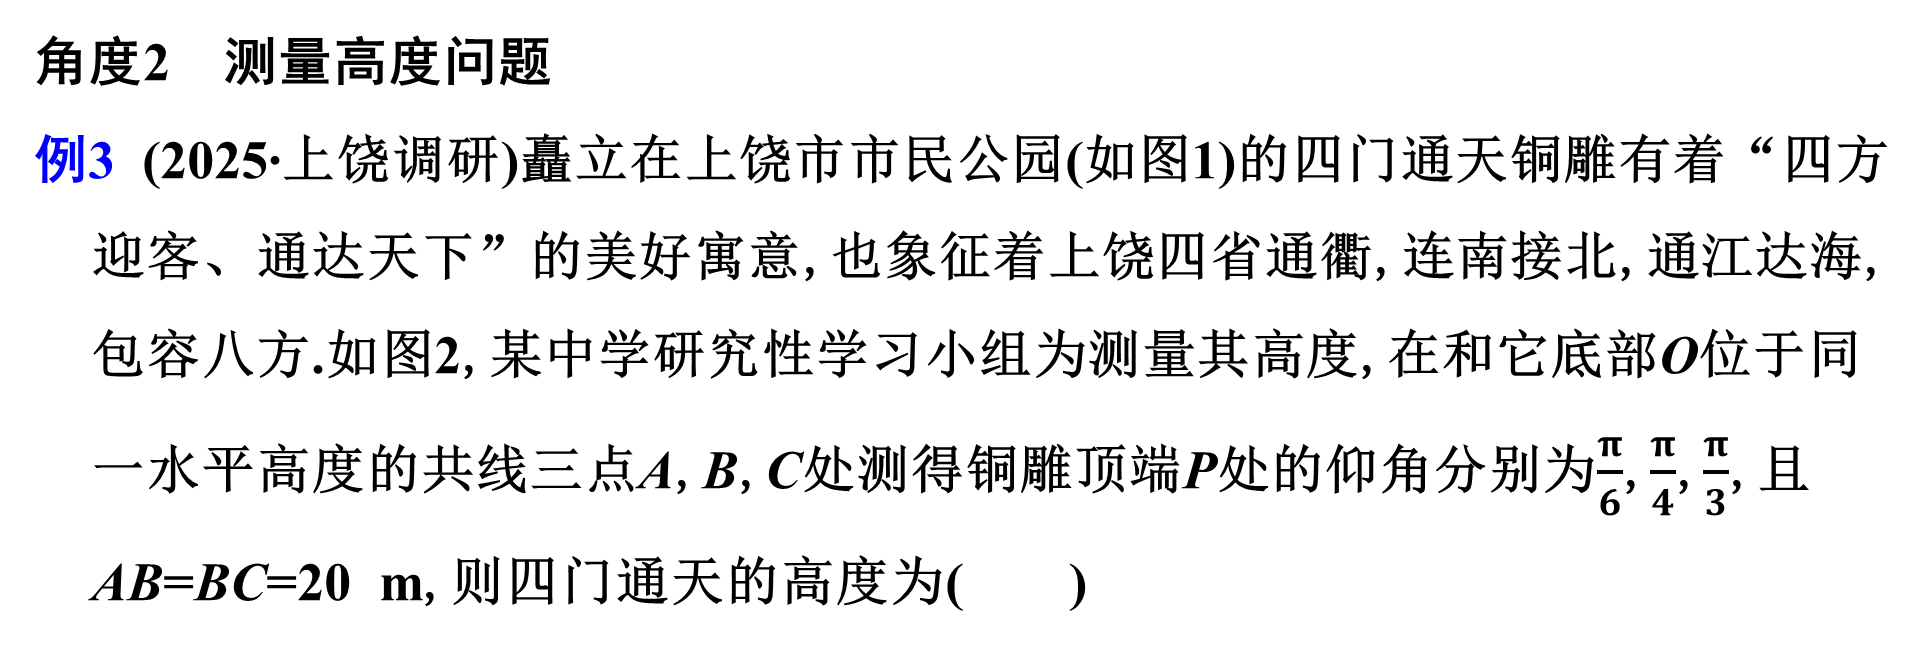 角度2　测量高度问题
例3 (2025·上饶调研)矗立在上饶市市民公园(如图1)的四门通天铜雕有着“四方
迎客、通达天下”的美好寓意,也象征着上饶四省通衢,连南接北,通江达海,
包容八方.如图2,某中学研究性学习小组为测量其高度,在和它底部O位于同
一水平高度的共线三点A,B,C处测得铜雕顶端P处的仰角分别为π/6,π/4,π/3,且
AB=BC=20 m,则四门通天的高度为(　　)